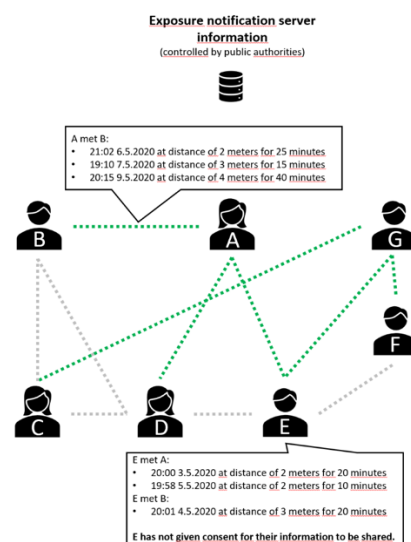 Exposure notification server
information
(controlled by public authorities)
A met B:
• 21:02 6.5.2020 at distance of 2 meters for 25 minutes
• 19:10 7.5.2020 at distance of 3 meters for 15 minutes
• 20:15 9.5.2020 at distance of 4 meters for 40 minutes
B
A
G
F
C
D
E
E met A:
• 20:00 3.5.2020 at distance of 2 meters for 20 minutes
• 19:58 5.5.2020 at distance of 2 meters for 10 minutes
E met B:
• 20:01 4.5.2020 at distance of 3 meters for 20 minutes
E has not given consent for their information to be shared.